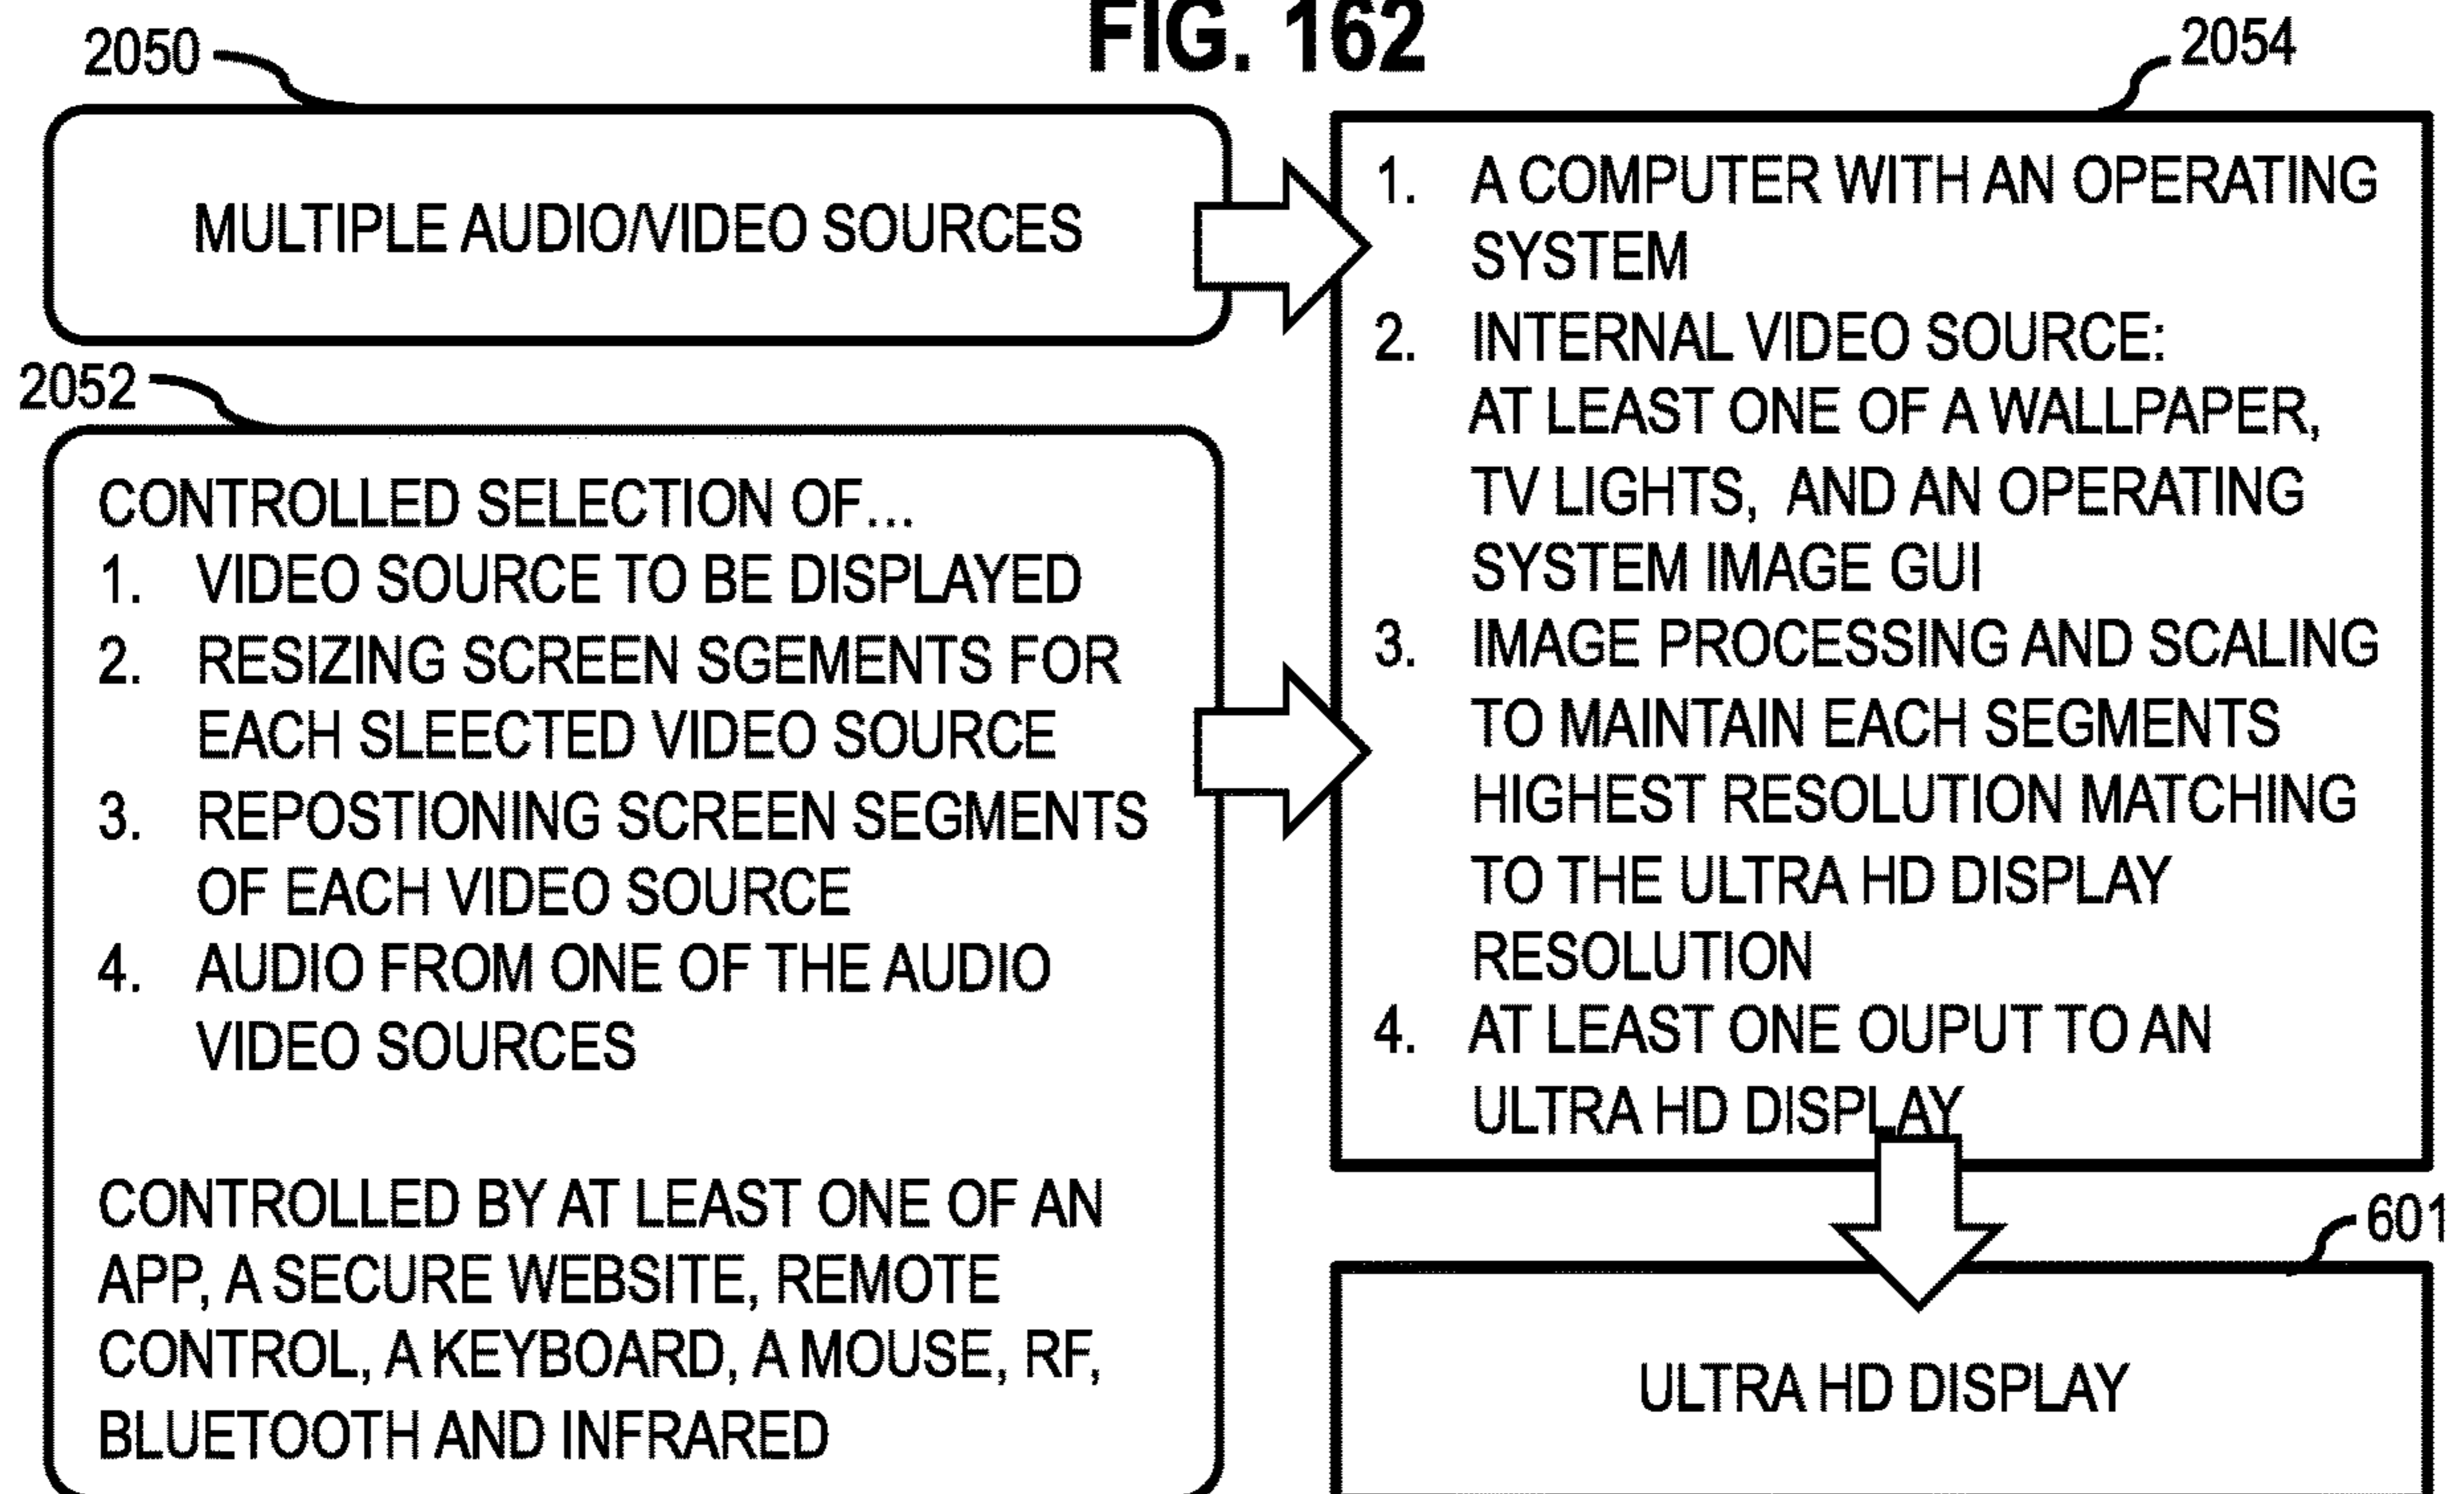 FIG. 162
2050
MULTIPLE AUDIO/VIDEO SOURCES
2052
CONTROLLED SELECTION OF...
1. VIDEO SOURCE TO BE DISPLAYED
2. RESIZING SCREEN SGEMENTS FOR
EACH SLEECTED VIDEO SOURCE
3. REPOSTIONING SCREEN SEGMENTS
OF EACH VIDEO SOURCE
4. AUDIO FROM ONE OF THE AUDIO
VIDEO SOURCES
CONTROLLED BY AT LEAST ONE OF AN
APP, A SECURE WEBSITE, REMOTE
CONTROL, A KEYBOARD, A MOUSE, RF,
BLUETOOTH AND INFRARED
2054
1. A COMPUTER WITH AN OPERATING
SYSTEM
2. INTERNAL VIDEO SOURCE:
AT LEAST ONE OF A WALLPAPER,
TV LIGHTS, AND AN OPERATING
SYSTEM IMAGE GUI
3. IMAGE PROCESSING AND SCALING
TO MAINTAIN EACH SEGMENTS
HIGHEST RESOLUTION MATCHING
TO THE ULTRA HD DISPLAY
RESOLUTION
4. AT LEAST ONE OUPUT TO AN
ULTRA HD DISPLAY
601
ULTRA HD DISPLAY